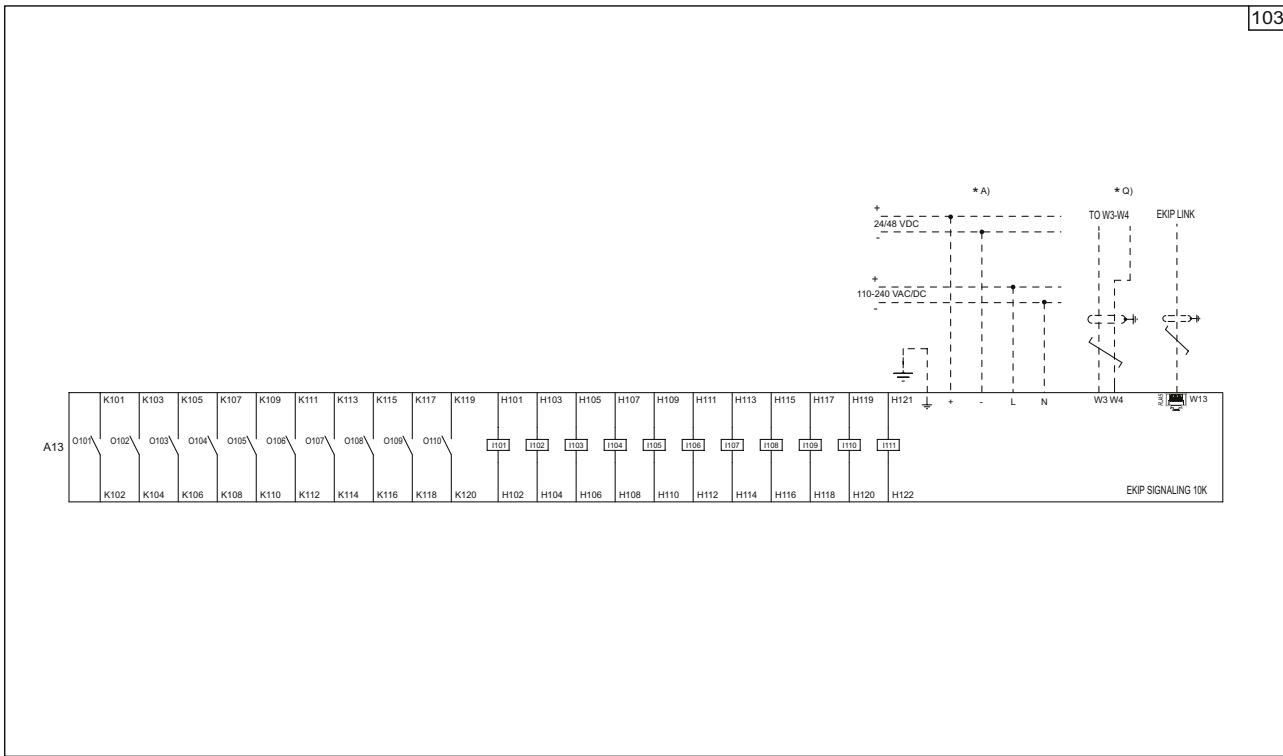 103
* A)
* Q)
+
24/48 VDC
-
TO W3-W4
EKIP LINK
+
110-240 VAC/DC
-
K101 K103 K105 K107 K109 K111 K113 K115 K117 K119 H101 H103 H105 H107 H109 H111 H113 H115 H117 H119 H121 + - L N W3 W4 RJ45 W13
A13 O101 O102 O103 O104 O105 O106 O107 O108 O109 O110 I101 I102 I103 I104 I105 I106 I107 I108 I109 I110 I111
K102 K104 K106 K108 K110 K112 K114 K116 K118 K120 H102 H104 H106 H108 H110 H112 H114 H116 H118 H120 H122
EKIP SIGNALING 10K